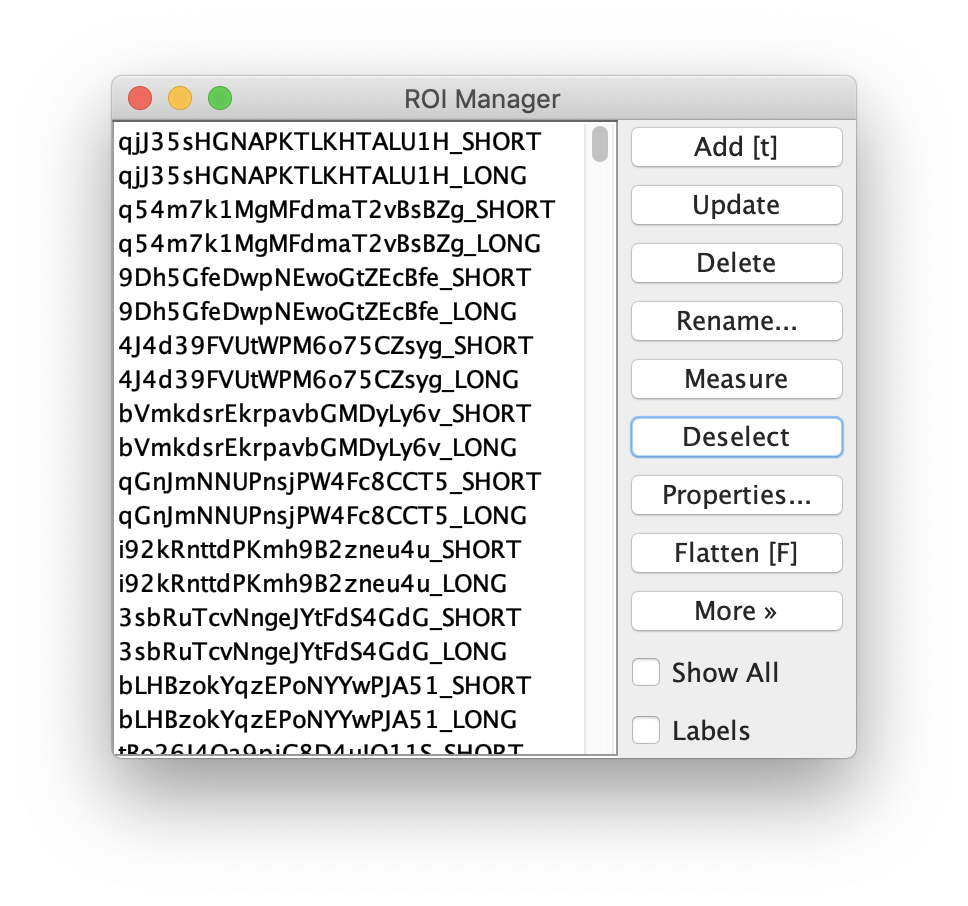 ROI Manager
qjJ35sHGNAPKTLKHTALU1H_SHORT
qjJ35sHGNAPKTLKHTALU1H_LONG
q54m7k1MgMFdmaT2vBsBZg_SHORT
q54m7k1MgMFdmaT2vBsBZg_LONG
9Dh5GfeDwpNEwoGtZEcBfe_SHORT
9Dh5GfeDwpNEwoGtZEcBfe_LONG
4J4d39FVUtWPM6o75CZsyg_SHORT
4J4d39FVUtWPM6o75CZsyg_LONG
bVmkdsrEkrpavbGMDyLy6v_SHORT
bVmkdsrEkrpavbGMDyLy6v_LONG
qGnJmNNUPnsjPW4Fc8CCT5_SHORT
qGnJmNNUPnsjPW4Fc8CCT5_LONG
i92kRnttdPKmh9B2zneu4u_SHORT
i92kRnttdPKmh9B2zneu4u_LONG
3sbRuTcvNngeJYtFdS4GdG_SHORT
3sbRuTcvNngeJYtFdS4GdG_LONG
bLHBzokYqzEPoNYYwPJA51_SHORT
bLHBzokYqzEPoNYYwPJA51_LONG
Add [t]
Update
Delete
Rename...
Measure
Deselect
Properties...
Flatten [F]
More »
Show All
Labels